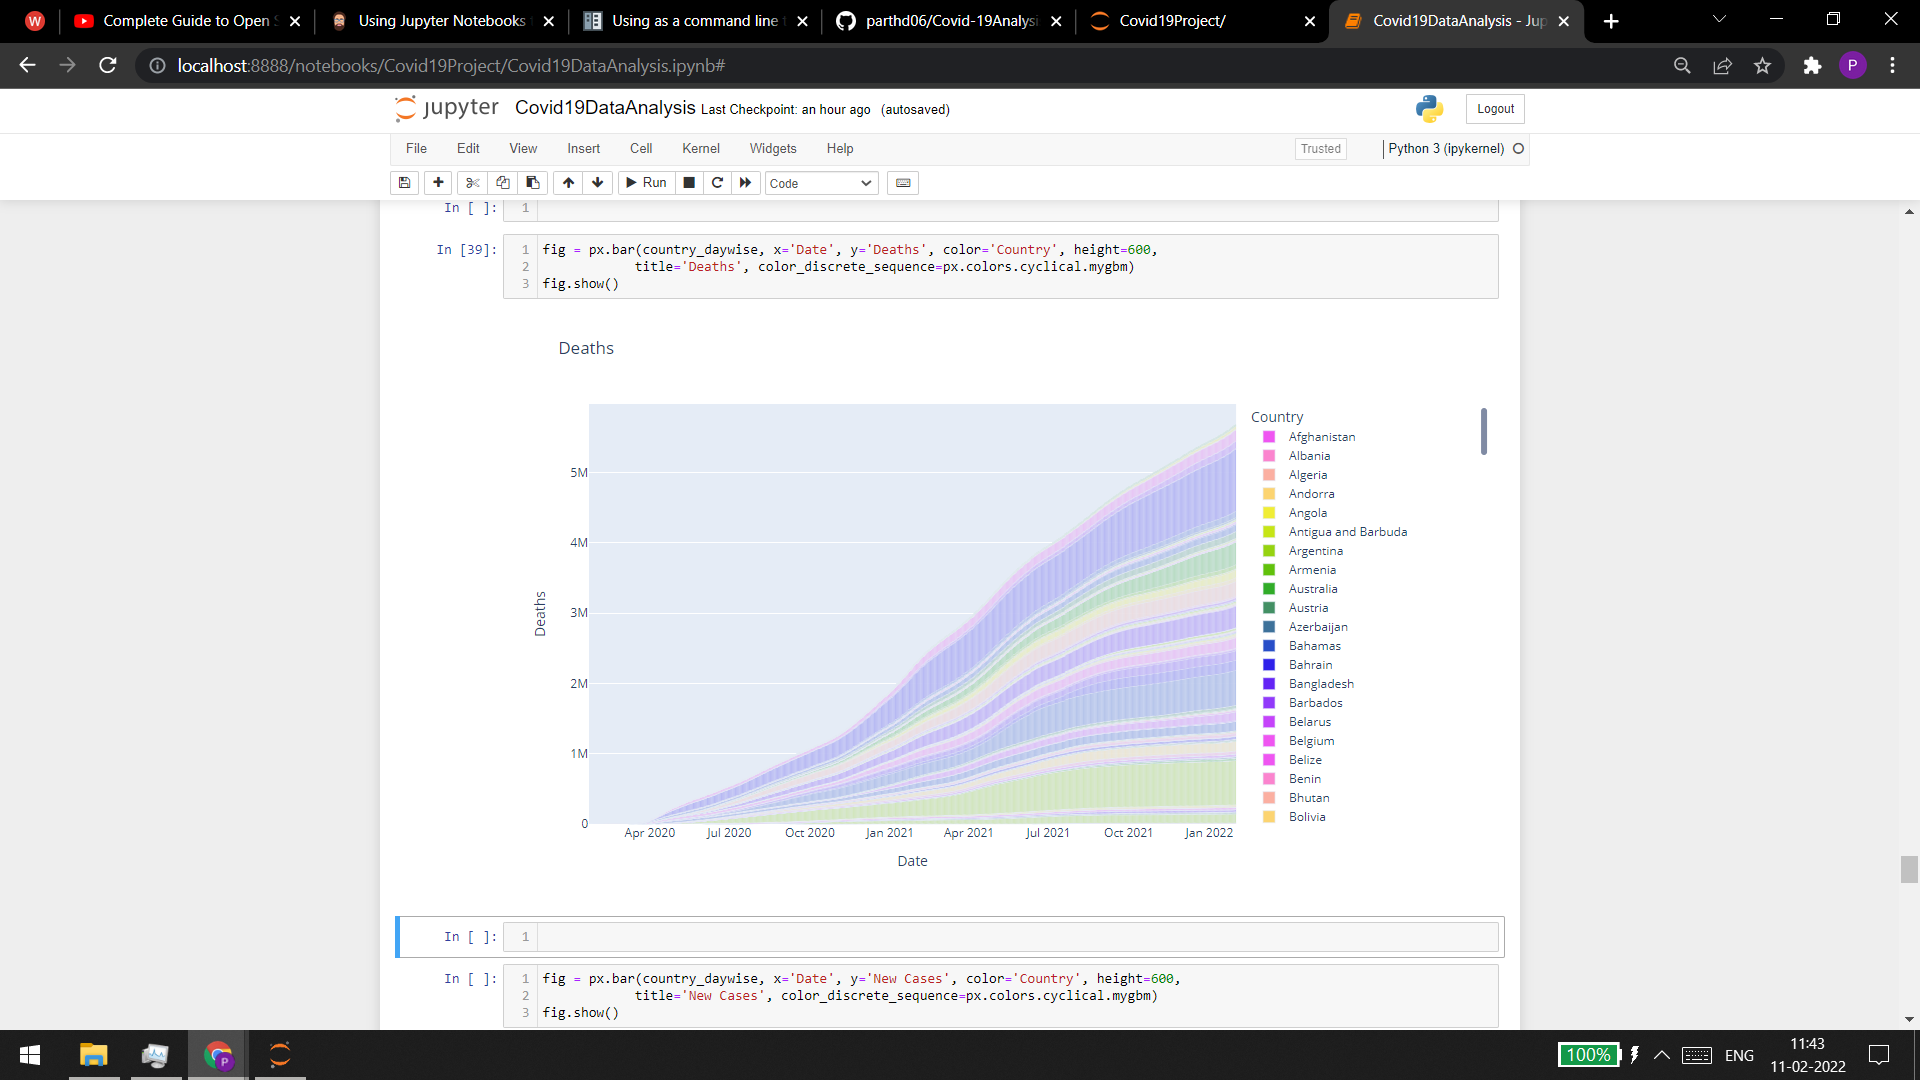 W
Complete Guide to Open S
Using Jupyter Notebooks
Using as a command line t
parthd06/Covid-19Analysi
Covid19Project/
Covid19DataAnalysis - Jup
localhost:8888/notebooks/Covid19Project/Covid19DataAnalysis.ipynb#
P
jupyter Covid19DataAnalysis Last Checkpoint: an hour ago (autosaved)
Logout
File Edit View Insert Cell Kernel Widgets Help
Trusted
Python 3 (ipykernel)
Run
Code
In [ ]: 1
In [39]: 1 fig = px.bar(country_daywise, x='Date', y='Deaths', color='Country', height=600,
2 title='Deaths', color_discrete_sequence=px.colors.cyclical.mygbm)
3 fig.show()
Deaths
5M
4M
3M
2M
1M
0
Deaths
Apr 2020 Jul 2020 Oct 2020 Jan 2021 Apr 2021 Jul 2021 Oct 2021 Jan 2022
Date
Country
Afghanistan
Albania
Algeria
Andorra
Angola
Antigua and Barbuda
Argentina
Armenia
Australia
Austria
Azerbaijan
Bahamas
Bahrain
Bangladesh
Barbados
Belarus
Belgium
Belize
Benin
Bhutan
Bolivia
In [ ]: 1
In [ ]: 1 fig = px.bar(country_daywise, x='Date', y='New Cases', color='Country', height=600,
2 title='New Cases', color_discrete_sequence=px.colors.cyclical.mygbm)
3 fig.show()
P
100%
ENG
11:43
11-02-2022